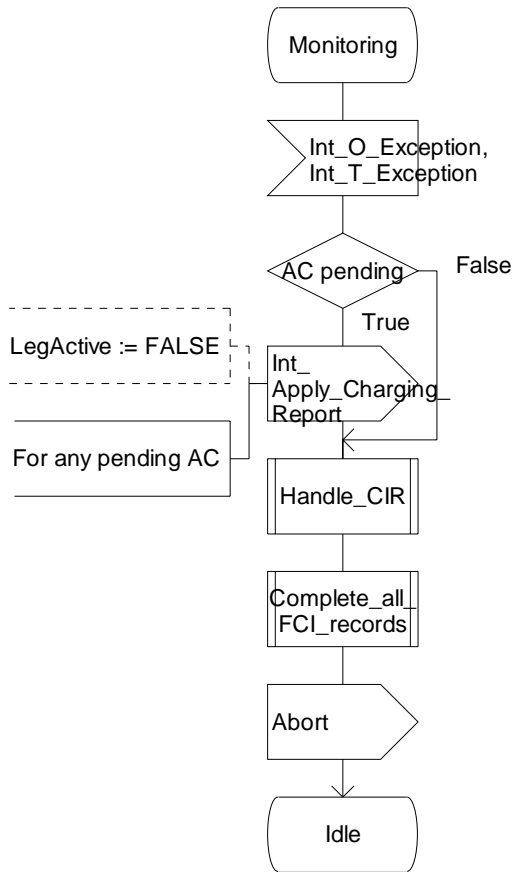 Monitoring
Int_O_Exception,
Int_T_Exception
AC pending
False
True
LegActive := FALSE
Int_
Apply_Charging_
Report
For any pending AC
Handle_CIR
Complete_all_
FCI_records
Abort
Idle